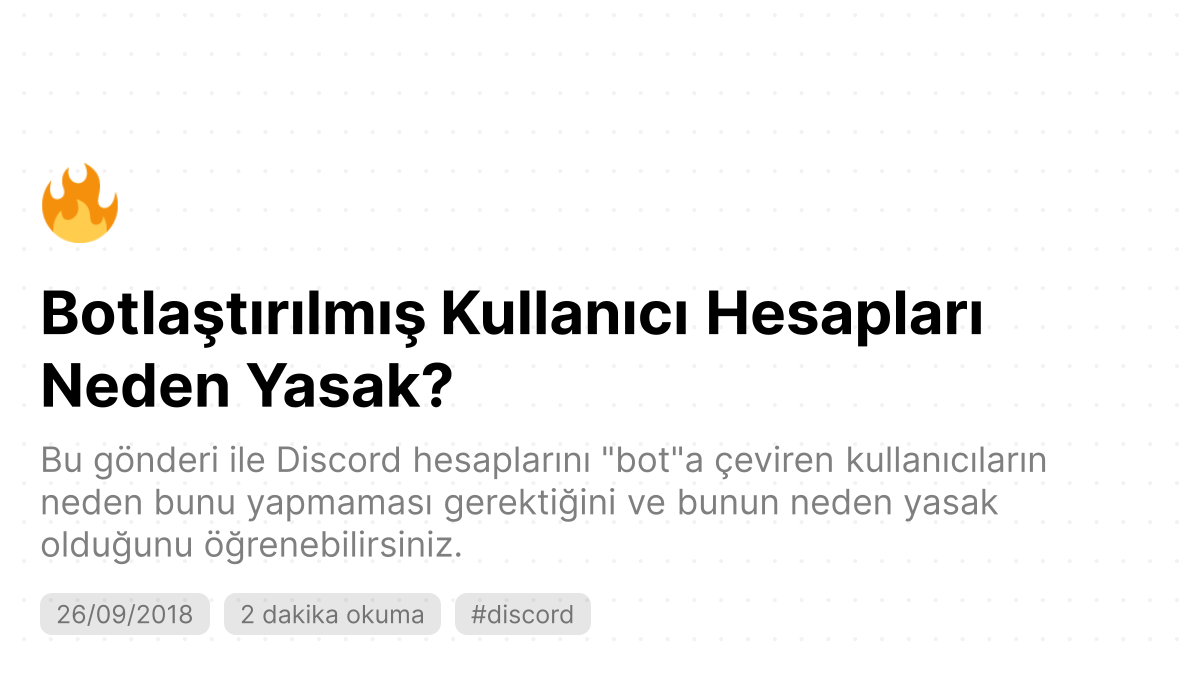 Botlaştırılmış Kullanıcı Hesapları
Neden Yasak?
Bu gönderi ile Discord hesaplarını "bot"a çeviren kullanıcıların
neden bunu yapmaması gerektiğini ve bunun neden yasak
olduğunu öğrenebilirsiniz.
26/09/2018 2 dakika okuma #discord